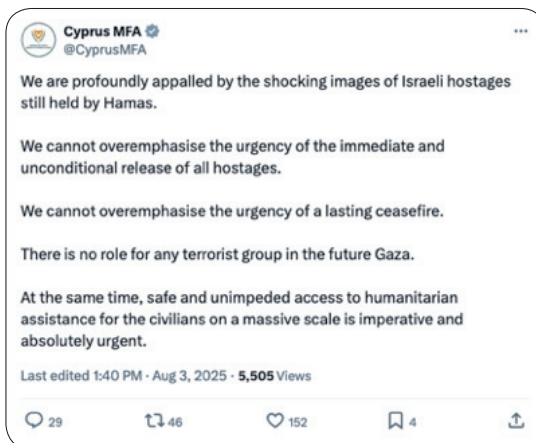 Cyprus MFA
@CyprusMFA
We are profoundly appalled by the shocking images of Israeli hostages
still held by Hamas.
We cannot overemphasise the urgency of the immediate and
unconditional release of all hostages.
We cannot overemphasise the urgency of a lasting ceasefire.
There is no role for any terrorist group in the future Gaza.
At the same time, safe and unimpeded access to humanitarian
assistance for the civilians on a massive scale is imperative and
absolutely urgent.
Last edited 1:40 PM · Aug 3, 2025 · 5,505 Views
29 46 152 4